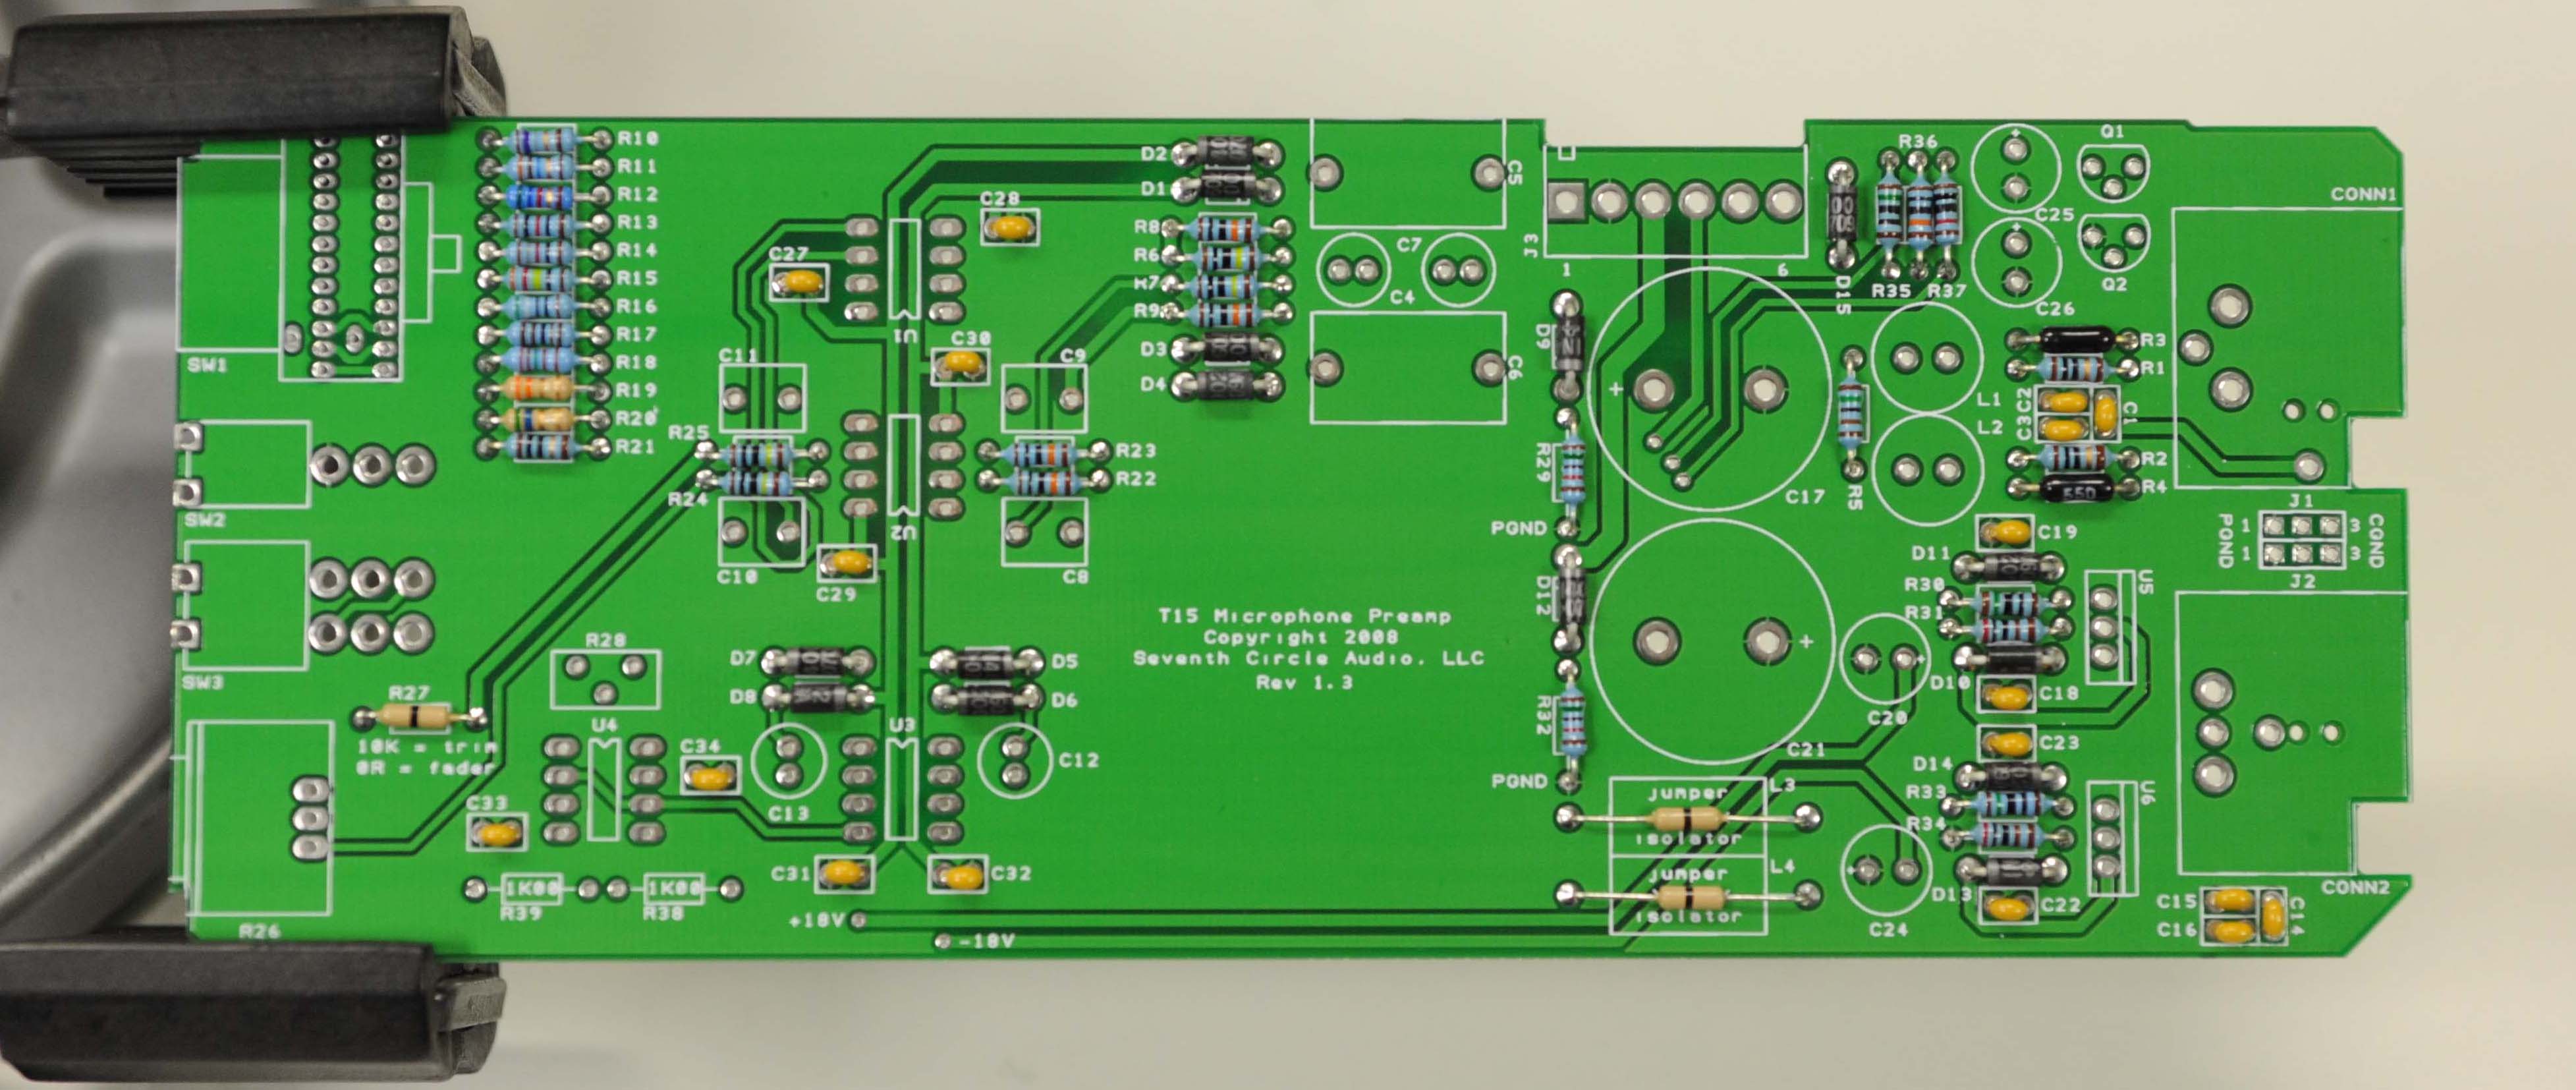 R10
R11
R12
R13
R14
R15
R16
R17
R18
R19
R20
R21
SW1
SW2
SW3
R25
R24
R27
10K = trim
0R = fader
R26
R28
U4
C33
C34
1K00
R39
1K00
R38
C27
C28
U1
C11
C30
C9
R23
R22
U2
C10
C29
C8
D7
D8
D5
D6
U3
C13
C12
C31
C32
+18V
-18V
D2
D1
R8
R6
R7
R9
D3
D4
C5
C7
C4
C6
T15 Microphone Preamp
Copyright 2008
Seventh Circle Audio, LLC
Rev 1.3
J3
1
6
D9
R29
PGND
D12
R32
PGND
C17
C21
jumper
L3
isolator
jumper
L4
isolator
D15
R36
R35
R37
C25
C26
Q1
Q2
L1
L2
R5
R3
R1
C2
C3
C1
R2
R4
550
CONN1
J1
PGND
1
3
1
3
CGND
J2
C19
D11
R30
R31
U5
D10
C18
C20
C23
D14
R33
R34
U6
D13
C22
C24
CONN2
C15
C14
C16